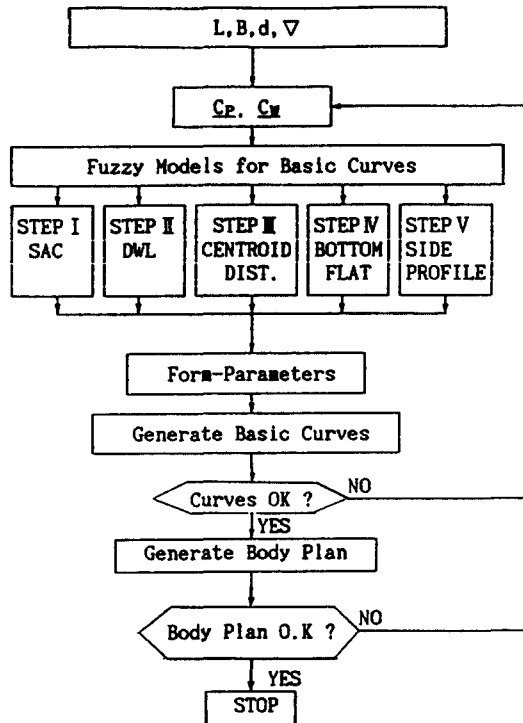 L, B, d, ∇
C_P. C_W
Fuzzy Models for Basic Curves
STEP Ⅰ
SAC
STEP Ⅱ
DWL
STEP Ⅲ
CENTROID
DIST.
STEP Ⅳ
BOTTOM
FLAT
STEP Ⅴ
SIDE
PROFILE
Form-Parameters
Generate Basic Curves
Curves OK ?
NO
YES
Generate Body Plan
Body Plan O.K ?
NO
YES
STOP